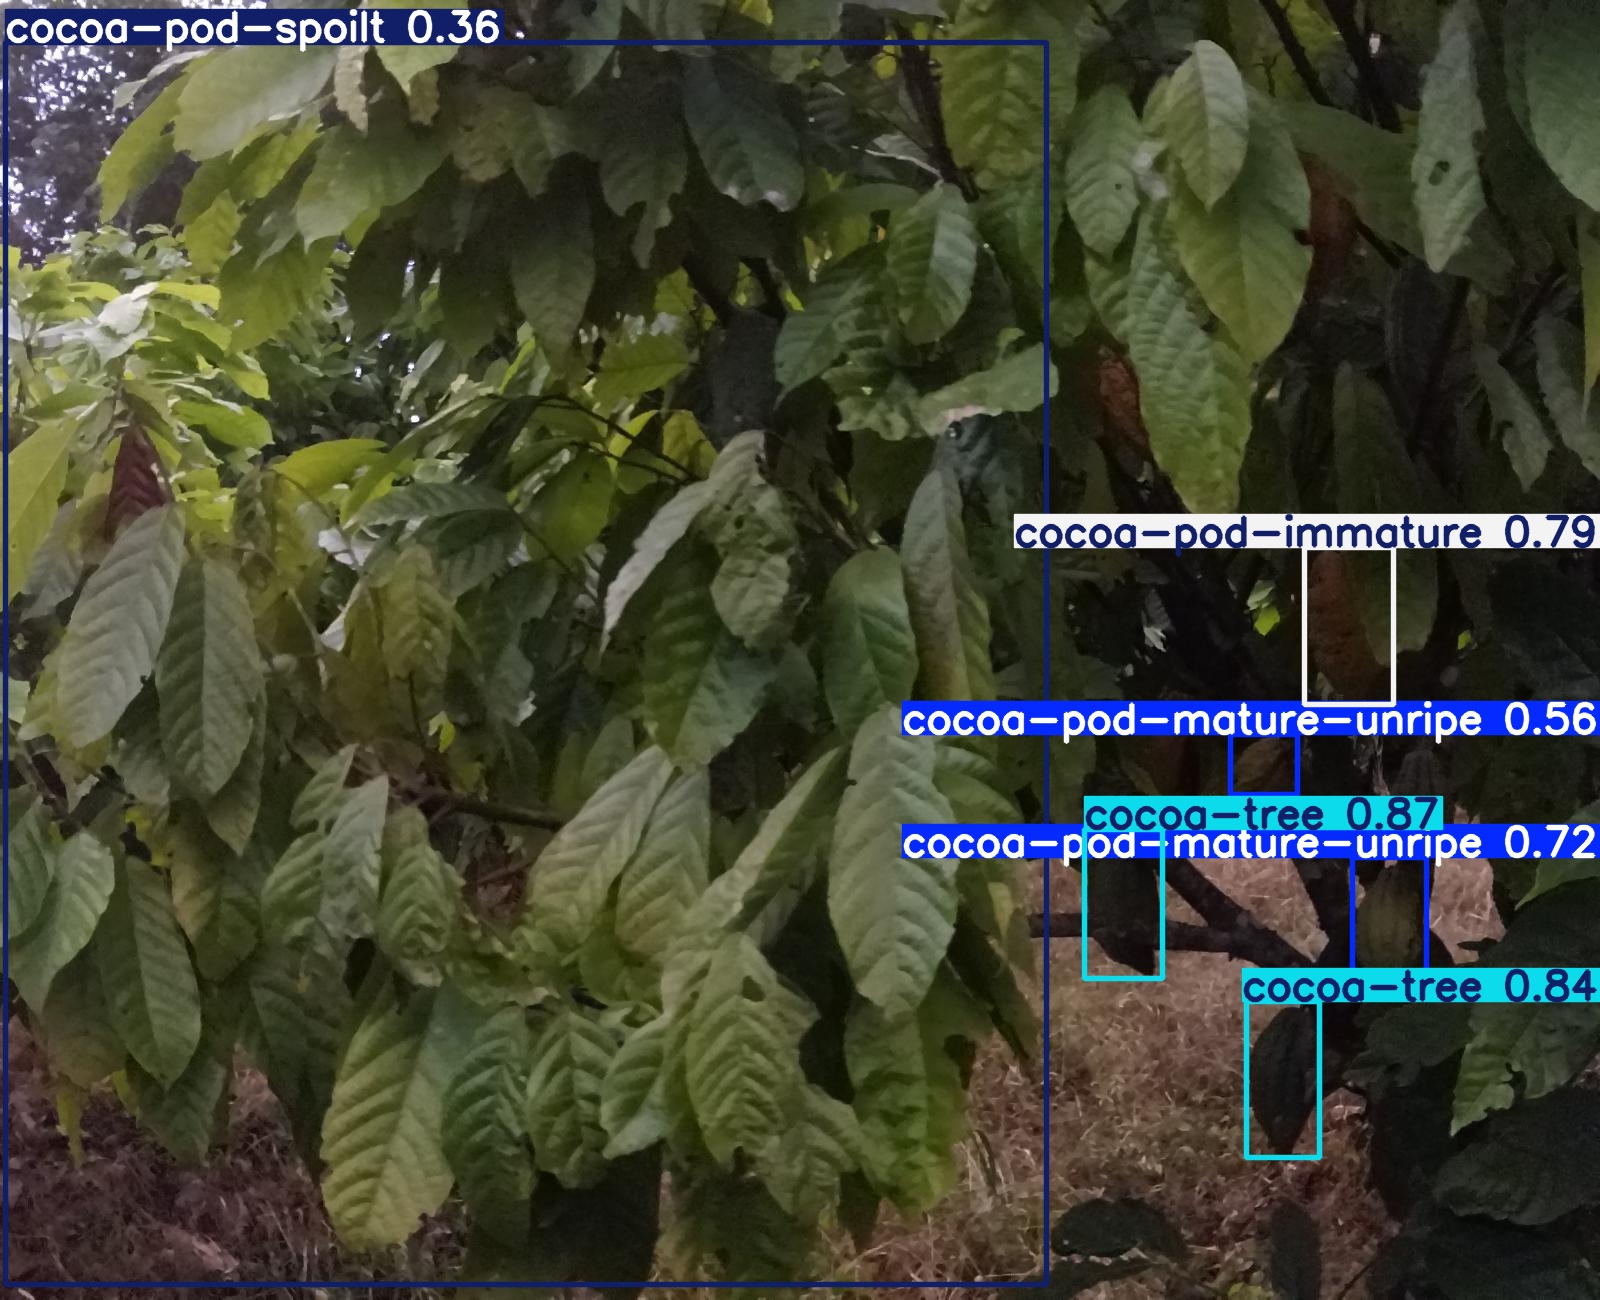 cocoa-pod-spoilt 0.36
cocoa-pod-immature 0.79
cocoa-pod-mature-unripe 0.56
cocoa-tree 0.87
cocoa-pod-mature-unripe 0.72
cocoa-tree 0.84